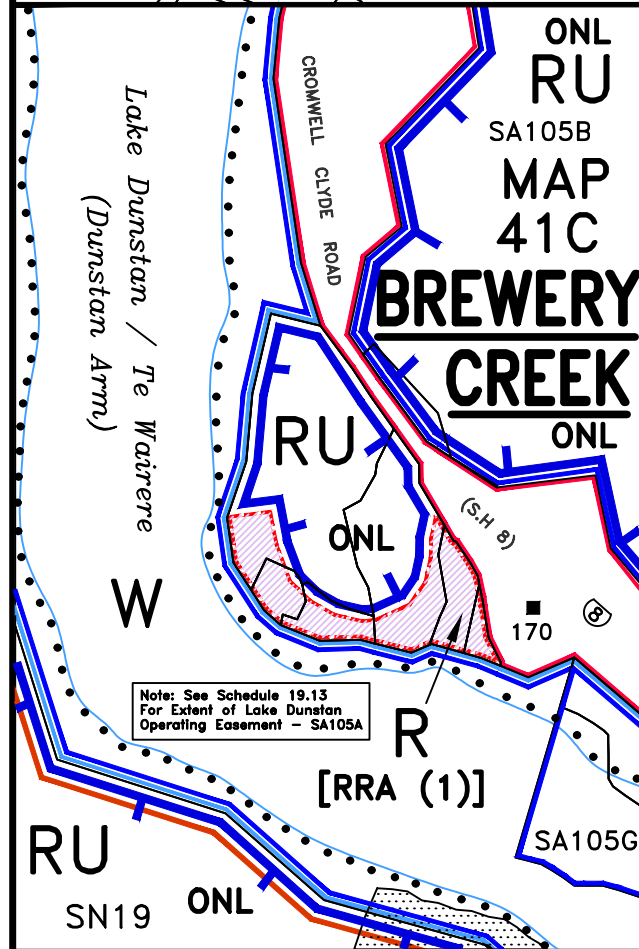 ONL
RU
SA105B
MAP
41C
BREWERY
CREEK
ONL
CROMWELL CLYDE ROAD
Lake Dunstan / Te Wairere
(Dunstan Arm)
RU
ONL
(S.H 8)
8
170
W
Note: See Schedule 19.13
For Extent of Lake Dunstan
Operating Easement – SA105A
R
[RRA (1)]
SA105G
RU
ONL
SN19